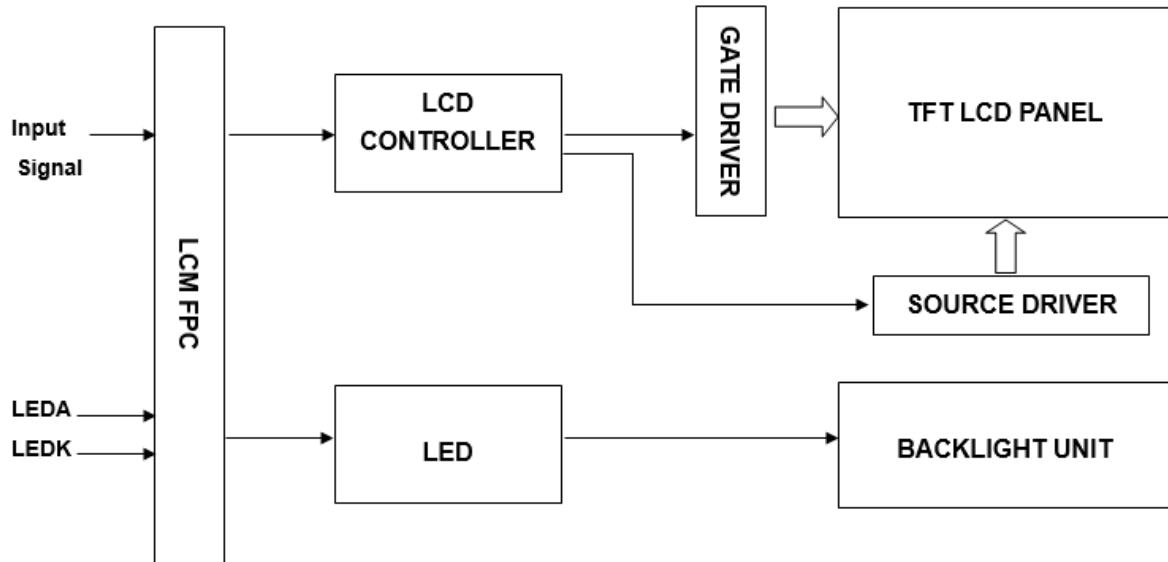 Input
Signal
LEDA
LEDK
LCM FPC
LCD
CONTROLLER
GATE DRIVER
TFT LCD PANEL
SOURCE DRIVER
LED
BACKLIGHT UNIT